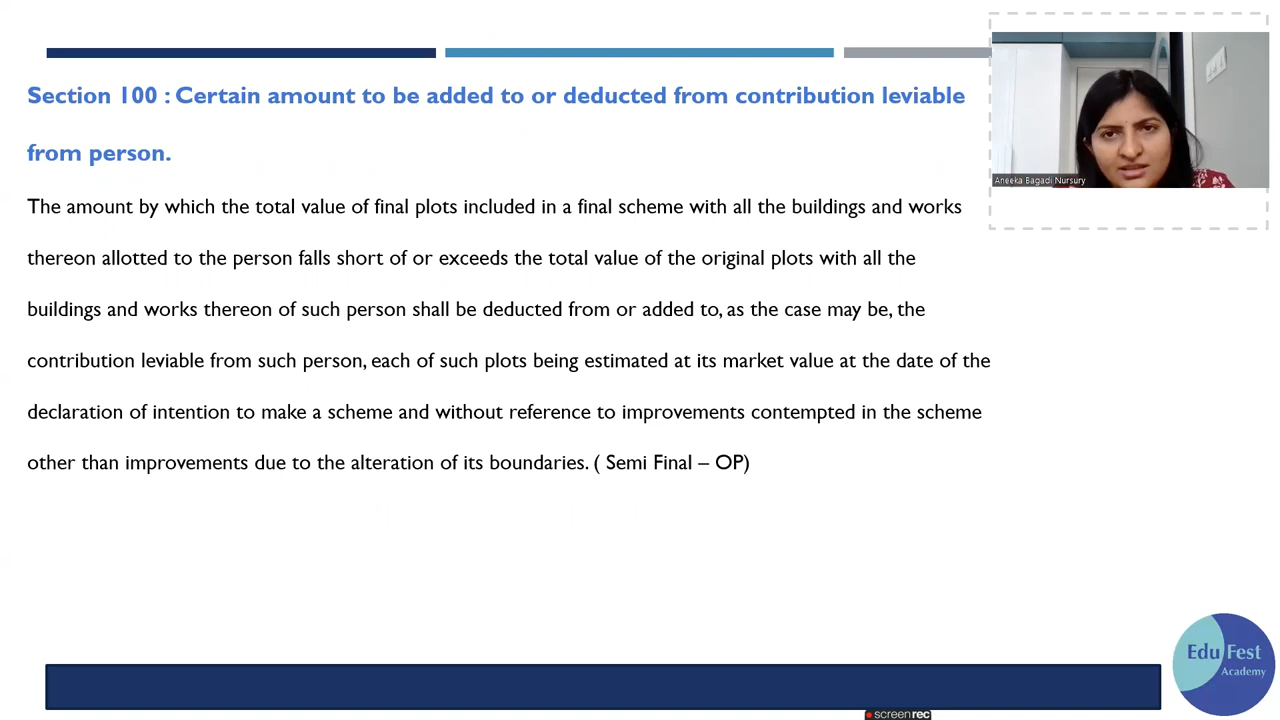 Section 100 : Certain amount to be added to or deducted from contribution leviable
from person.
The amount by which the total value of final plots included in a final scheme with all the buildings and works
thereon allotted to the person falls short of or exceeds the total value of the original plots with all the
buildings and works thereon of such person shall be deducted from or added to, as the case may be, the
contribution leviable from such person, each of such plots being estimated at its market value at the date of the
declaration of intention to make a scheme and without reference to improvements contempted in the scheme
other than improvements due to the alteration of its boundaries. ( Semi Final – OP)
Aneeka Bagadi Nursury
Edu Fest
Academy
screenrec